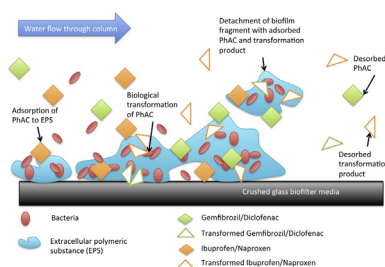 Water flow through column
Detachment of biofilm
fragment with adsorbed
PhAC and transformation
product
Desorbed
PhAC
Biological
transformation
of PhAC
Adsorption of
PhAC to EPS
Desorbed
transformation
product
Crushed glass biofilter media
Bacteria
Extracellular polymeric
substance (EPS)
Gemfibrozil/Diclofenac
Transformed Gemfibrozil/Diclofenac
Ibuprofen/Naproxen
Transformed Ibuprofen/Naproxen